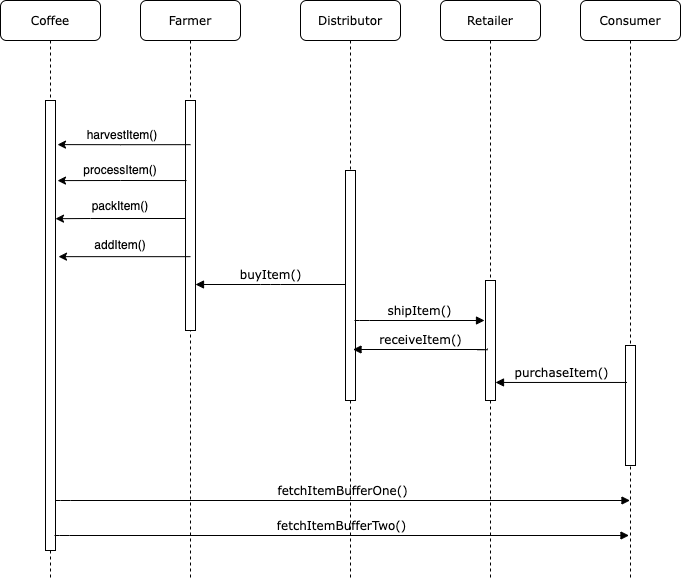 Coffee
Farmer
Distributor
Retailer
Consumer
harvestItem()
processItem()
packItem()
addItem()
buyItem()
shipItem()
receiveItem()
purchaseItem()
fetchItemBufferOne()
fetchItemBufferTwo()